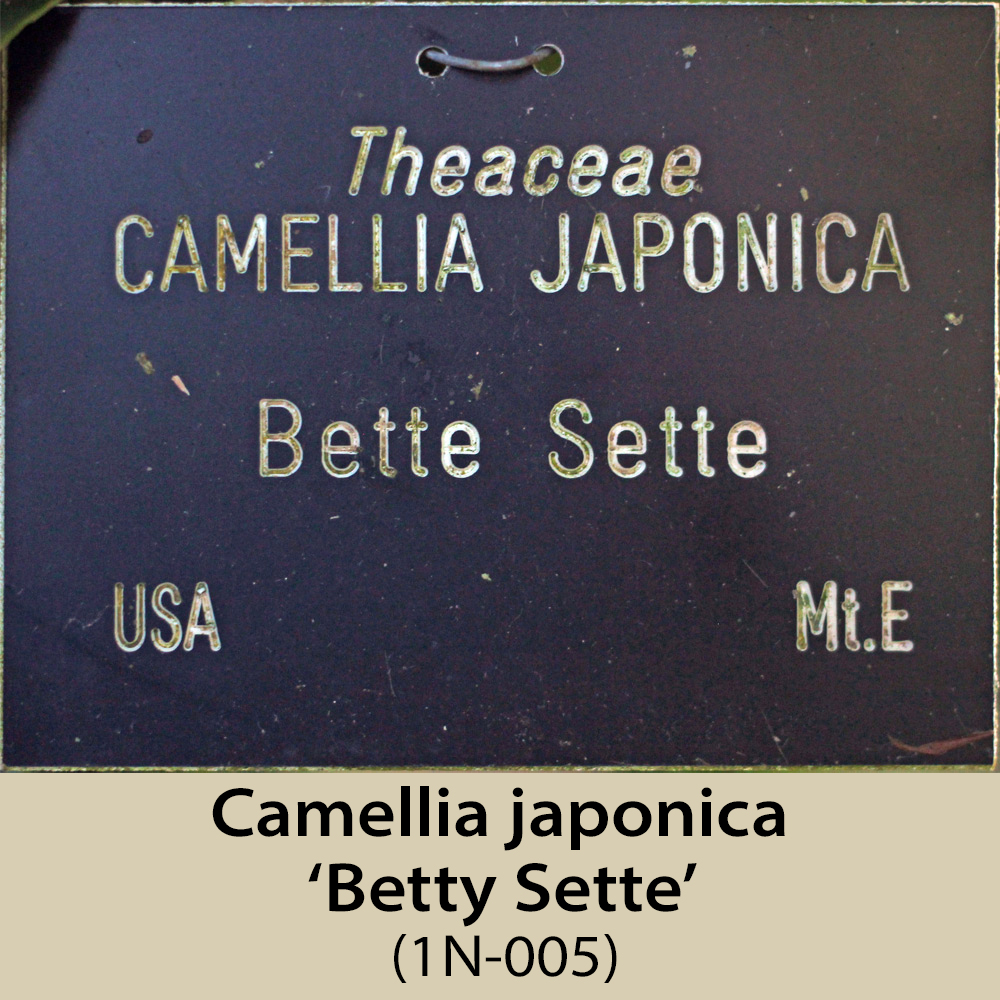 Theaceae
CAMELLIA JAPONICA
Bette Sette
USA Mt.E
Camellia japonica
‘Betty Sette’
(1N-005)